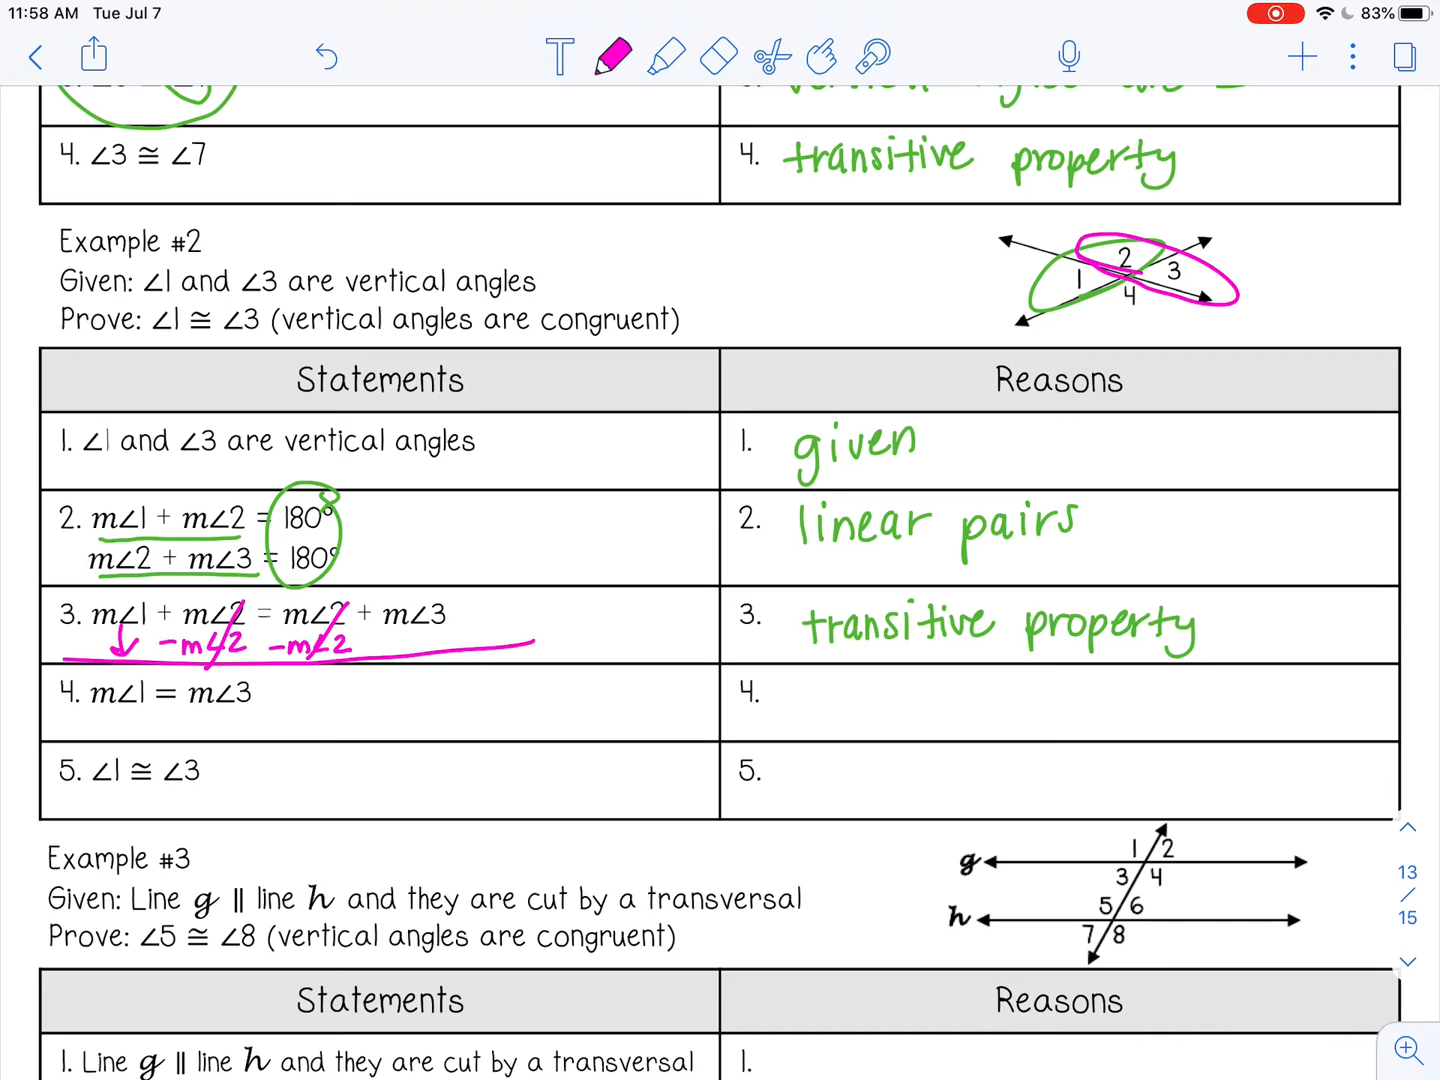 11:58 AM Tue Jul 7
83%
T
4. ∠3 ≅ ∠7
4. transitive property
Example #2
Given: ∠1 and ∠3 are vertical angles
Prove: ∠1 ≅ ∠3 (vertical angles are congruent)
2
1 3
4
Statements
Reasons
1. ∠1 and ∠3 are vertical angles
1. given
2. m∠1 + m∠2 = 180°
m∠2 + m∠3 = 180°
2. linear pairs
3. m∠1 + m∠2 = m∠2 + m∠3
-m∠2 -m∠2
3. transitive property
4. m∠1 = m∠3
4.
5. ∠1 ≅ ∠3
5.
Example #3
Given: Line g || line h and they are cut by a transversal
Prove: ∠5 ≅ ∠8 (vertical angles are congruent)
1 2
g
3 4
5 6
h
7 8
13
/
15
Statements
Reasons
1. Line g || line h and they are cut by a transversal
1.